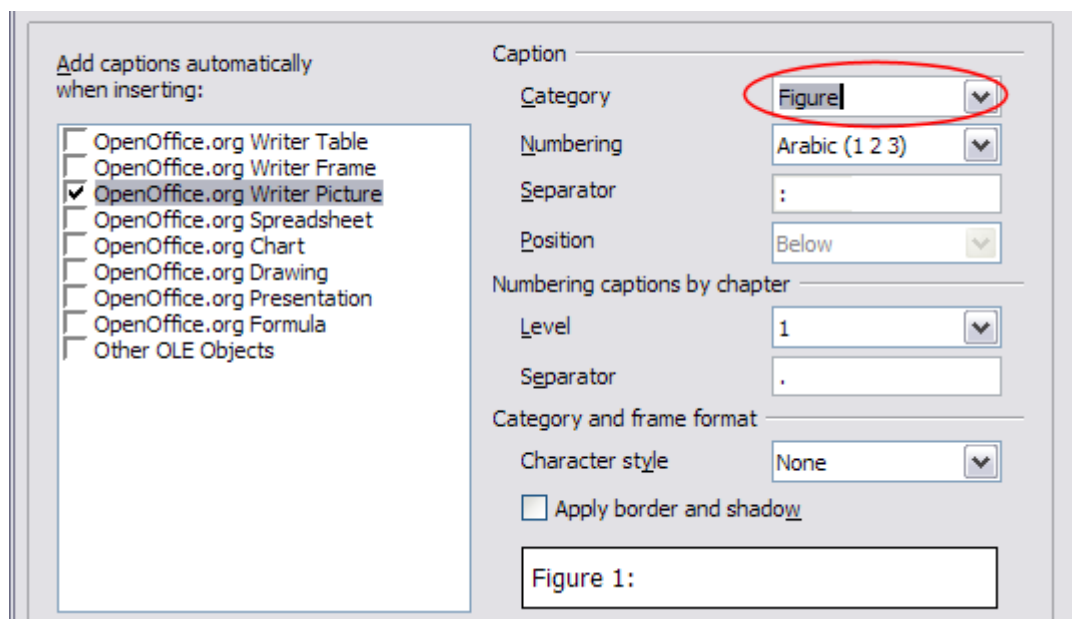 Add captions automatically
when inserting:
OpenOffice.org Writer Table
OpenOffice.org Writer Frame
OpenOffice.org Writer Picture
OpenOffice.org Spreadsheet
OpenOffice.org Chart
OpenOffice.org Drawing
OpenOffice.org Presentation
OpenOffice.org Formula
Other OLE Objects
Caption
Category Figure
Numbering Arabic (1 2 3)
Separator :
Position Below
Numbering captions by chapter
Level 1
Separator .
Category and frame format
Character style None
Apply border and shadow
Figure 1: